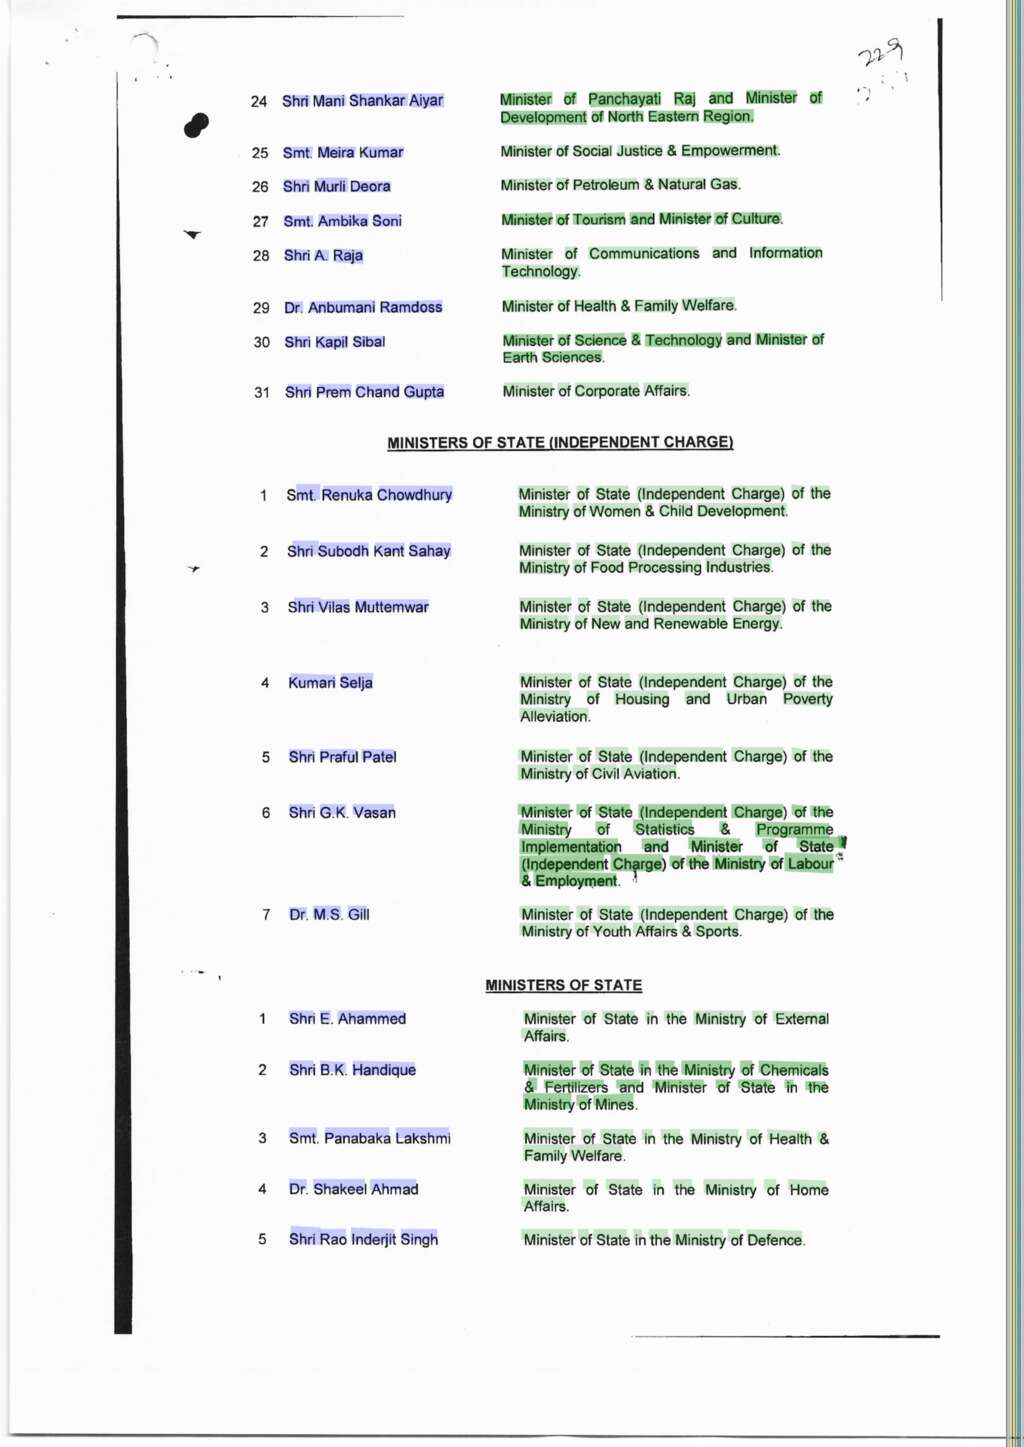 229
24 Shri Mani Shankar Aiyar Minister of Panchayati Raj and Minister of
Development of North Eastern Region.
25 Smt. Meira Kumar Minister of Social Justice & Empowerment.
26 Shri Murli Deora Minister of Petroleum & Natural Gas.
27 Smt. Ambika Soni Minister of Tourism and Minister of Culture.
28 Shri A. Raja Minister of Communications and Information
Technology.
29 Dr. Anbumani Ramdoss Minister of Health & Family Welfare.
30 Shri Kapil Sibal Minister of Science & Technology and Minister of
Earth Sciences.
31 Shri Prem Chand Gupta Minister of Corporate Affairs.
MINISTERS OF STATE (INDEPENDENT CHARGE)
1 Smt. Renuka Chowdhury Minister of State (Independent Charge) of the
Ministry of Women & Child Development.
2 Shri Subodh Kant Sahay Minister of State (Independent Charge) of the
Ministry of Food Processing Industries.
3 Shri Vilas Muttemwar Minister of State (Independent Charge) of the
Ministry of New and Renewable Energy.
4 Kumari Selja Minister of State (Independent Charge) of the
Ministry of Housing and Urban Poverty
Alleviation.
5 Shri Praful Patel Minister of State (Independent Charge) of the
Ministry of Civil Aviation.
6 Shri G.K. Vasan Minister of State (Independent Charge) of the
Ministry of Statistics & Programme
Implementation and Minister of State
(Independent Charge) of the Ministry of Labour
& Employment.
7 Dr. M.S. Gill Minister of State (Independent Charge) of the
Ministry of Youth Affairs & Sports.
MINISTERS OF STATE
1 Shri E. Ahammed Minister of State in the Ministry of External
Affairs.
2 Shri B.K. Handique Minister of State in the Ministry of Chemicals
& Fertilizers and Minister of State in the
Ministry of Mines.
3 Smt. Panabaka Lakshmi Minister of State in the Ministry of Health &
Family Welfare.
4 Dr. Shakeel Ahmad Minister of State in the Ministry of Home
Affairs.
5 Shri Rao Inderjit Singh Minister of State in the Ministry of Defence.